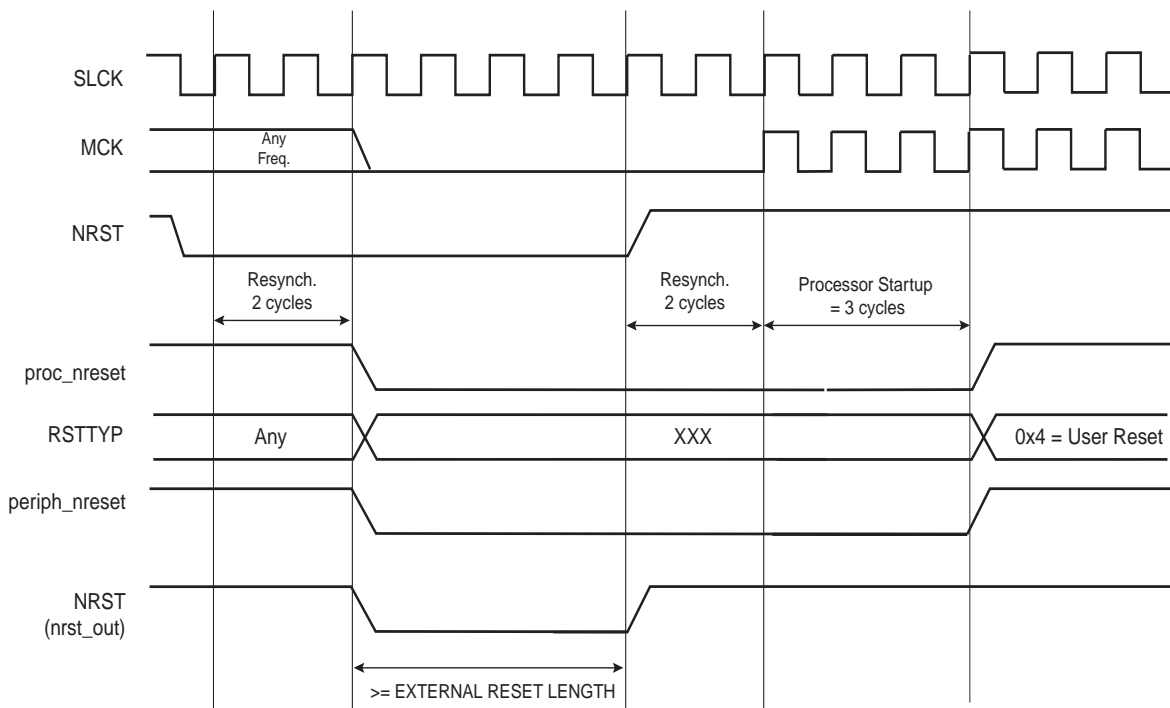 SLCK
MCK
Any
Freq.
NRST
Resynch.
2 cycles
Resynch.
2 cycles
Processor Startup
= 3 cycles
proc_nreset
RSTTYP
Any
XXX
0x4 = User Reset
periph_nreset
NRST
(nrst_out)
>= EXTERNAL RESET LENGTH